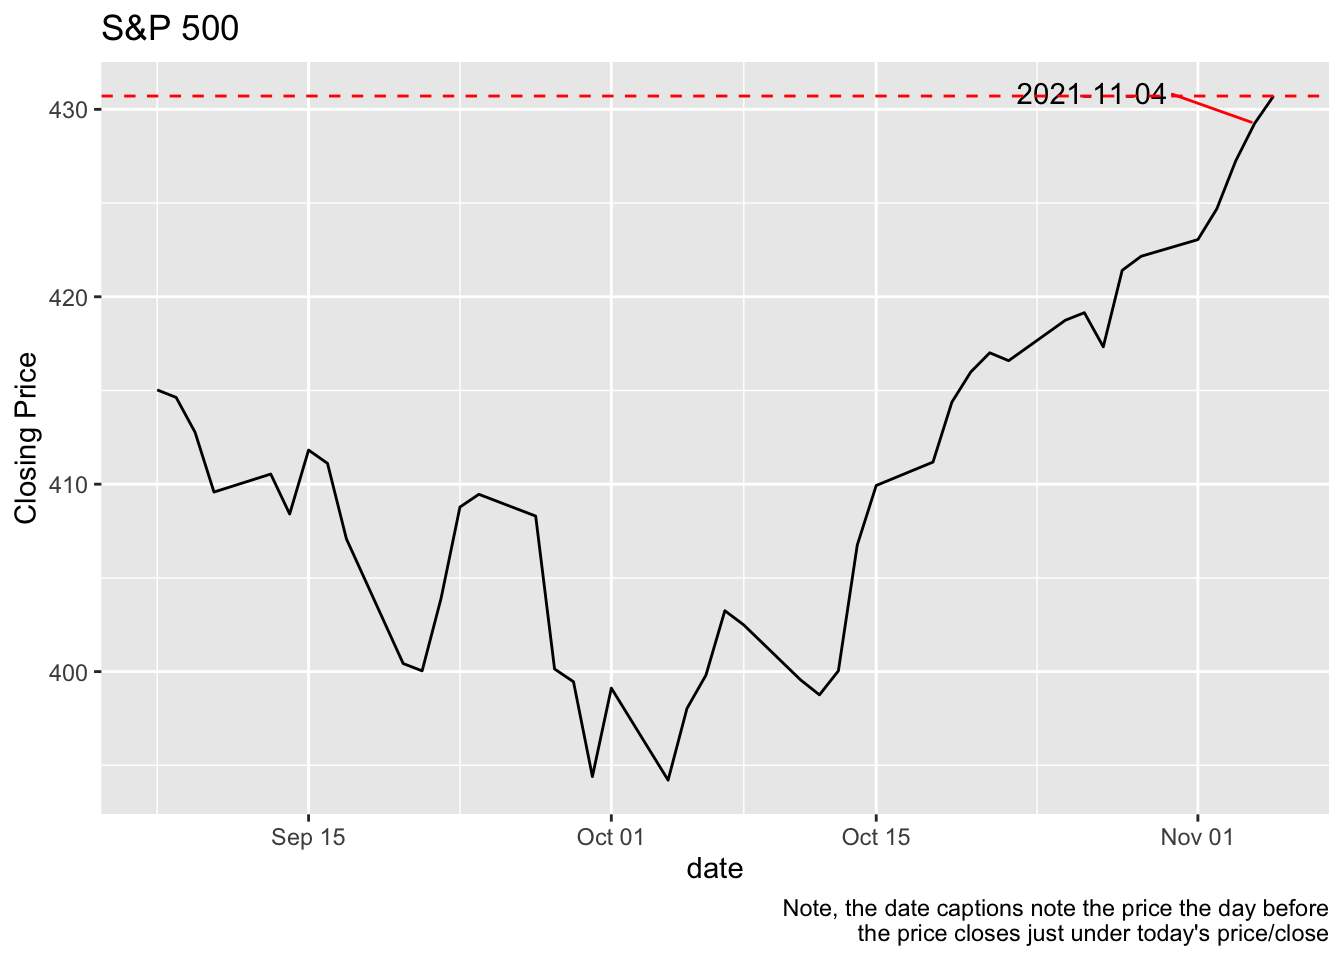 S&P 500
2021-11-04
430
420
410
400
Closing Price
Sep 15
Oct 01
Oct 15
Nov 01
date
Note, the date captions note the price the day before
the price closes just under today's price/close